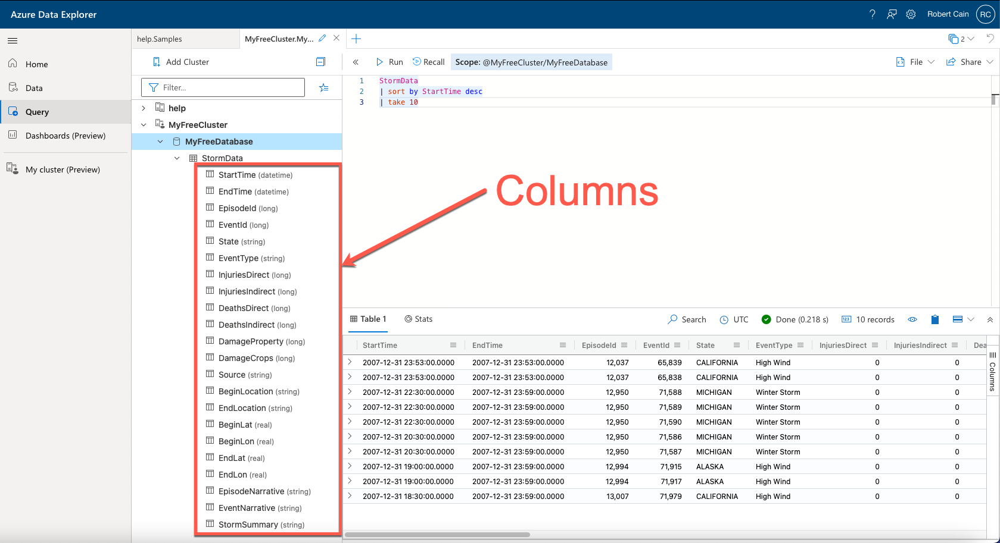 Azure Data Explorer
? Robert Cain RC
help.Samples
MyFreeCluster.My...
2
Home
Data
Query
Dashboards (Preview)
My cluster (Preview)
Add Cluster
Filter...
help
MyFreeCluster
MyFreeDatabase
StormData
StartTime (datetime)
EndTime (datetime)
EpisodeId (long)
EventId (long)
State (string)
EventType (string)
InjuriesDirect (long)
InjuriesIndirect (long)
DeathsDirect (long)
DeathsIndirect (long)
DamageProperty (long)
DamageCrops (long)
Source (string)
BeginLocation (string)
EndLocation (string)
BeginLat (real)
BeginLon (real)
EndLat (real)
EndLon (real)
EpisodeNarrative (string)
EventNarrative (string)
StormSummary (string)
Run Recall Scope: @MyFreeCluster/MyFreeDatabase File Share
1 StormData
2 | sort by StartTime desc
3 | take 10
Columns
Table 1 Stats Search UTC Done (0.218 s) 123 10 records
StartTime EndTime EpisodeId EventId State EventType InjuriesDirect InjuriesIndirect Dea
2007-12-31 23:53:00.0000 2007-12-31 23:53:00.0000 12,037 65,839 CALIFORNIA High Wind 0 0
2007-12-31 23:53:00.0000 2007-12-31 23:53:00.0000 12,037 65,838 CALIFORNIA High Wind 0 0
2007-12-31 22:30:00.0000 2007-12-31 23:59:00.0000 12,950 71,588 MICHIGAN Winter Storm 0 0
2007-12-31 22:30:00.0000 2007-12-31 23:59:00.0000 12,950 71,589 MICHIGAN Winter Storm 0 0
2007-12-31 22:30:00.0000 2007-12-31 23:59:00.0000 12,950 71,590 MICHIGAN Winter Storm 0 0
2007-12-31 20:30:00.0000 2007-12-31 23:59:00.0000 12,950 71,586 MICHIGAN Winter Storm 0 0
2007-12-31 20:30:00.0000 2007-12-31 23:59:00.0000 12,950 71,587 MICHIGAN Winter Storm 0 0
2007-12-31 19:00:00.0000 2007-12-31 23:59:00.0000 12,994 71,915 ALASKA High Wind 0 0
2007-12-31 19:00:00.0000 2007-12-31 23:59:00.0000 12,994 71,917 ALASKA High Wind 0 0
2007-12-31 18:30:00.0000 2007-12-31 23:59:00.0000 13,007 71,979 CALIFORNIA High Wind 0 0
Columns